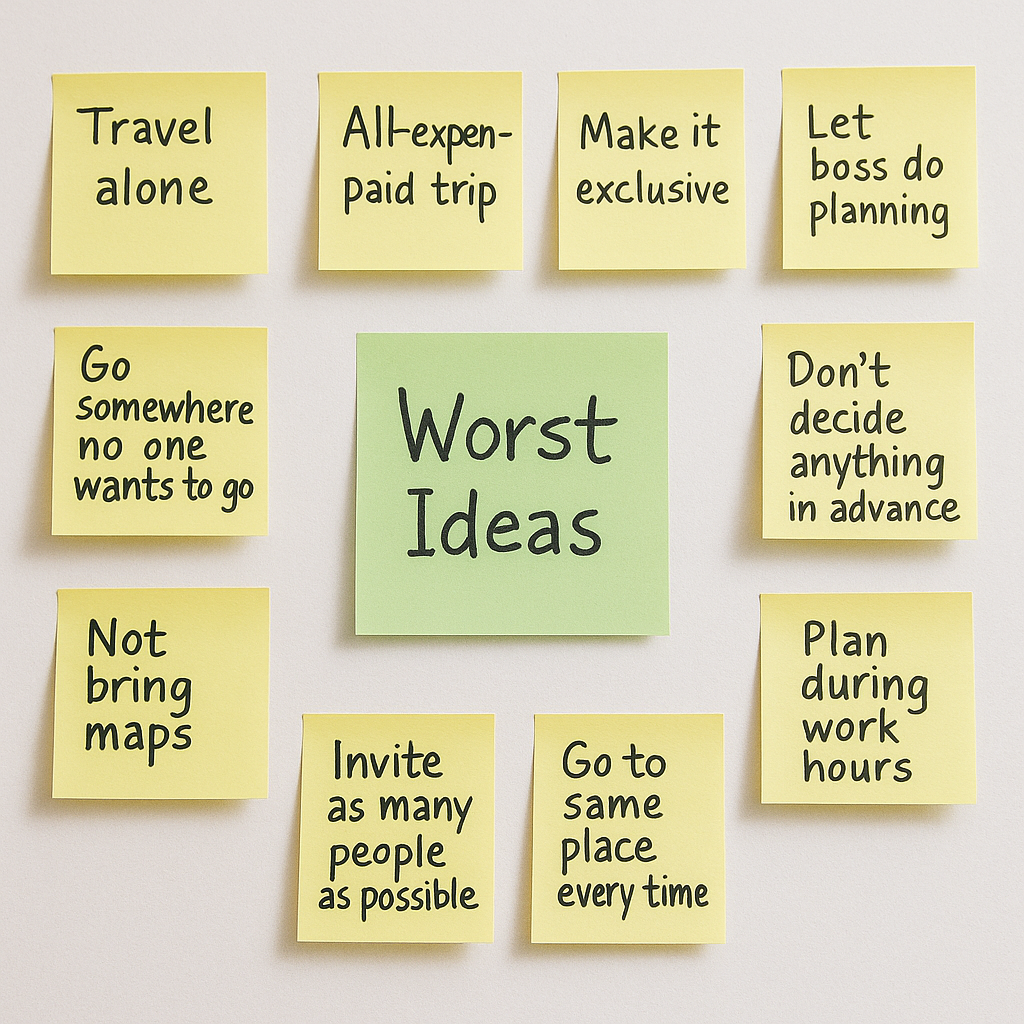 Travel
alone
All-expen-
paid trip
Make it
exclusive
Let
boss do
planning
Go
somewhere
no one
wants to go
Worst
Ideas
Don't
decide
anything
in advance
Not
bring
maps
Invite
as many
people
as possible
Go to
same
place
every time
Plan
during
work
hours